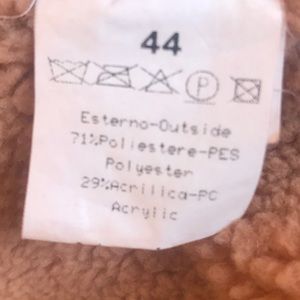 44
P
Esterno-Outside
71%Poliestere-PES
Polyester
29%Acrilica-PC
Acrylic